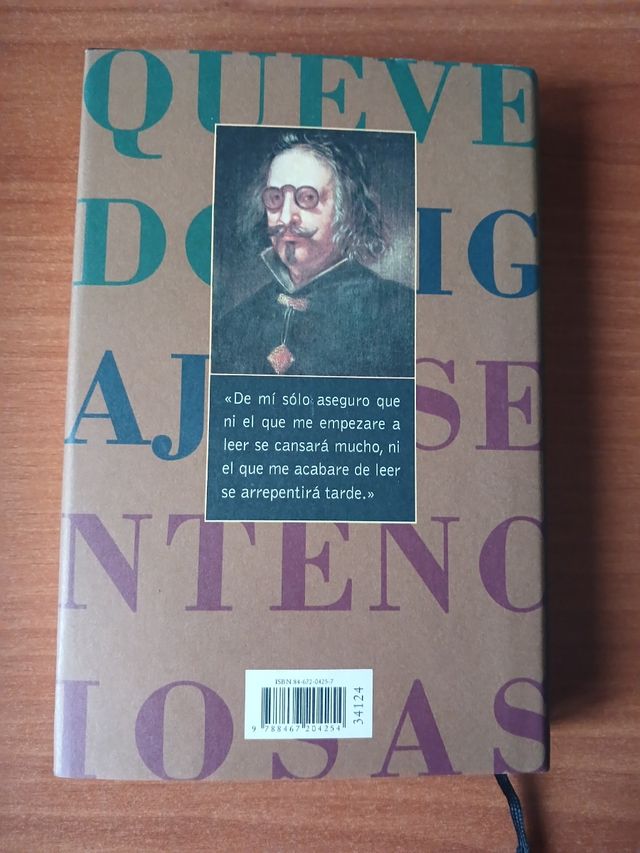 QUEVE
DO MIG
AJ SE
NTENC
IOSAS
«De mí sólo aseguro que
ni el que me empezare a
leer se cansará mucho, ni
el que me acabare de leer
se arrepentirá tarde.»
ISBN: 84-672-0425-7
9 788467 204254
34124